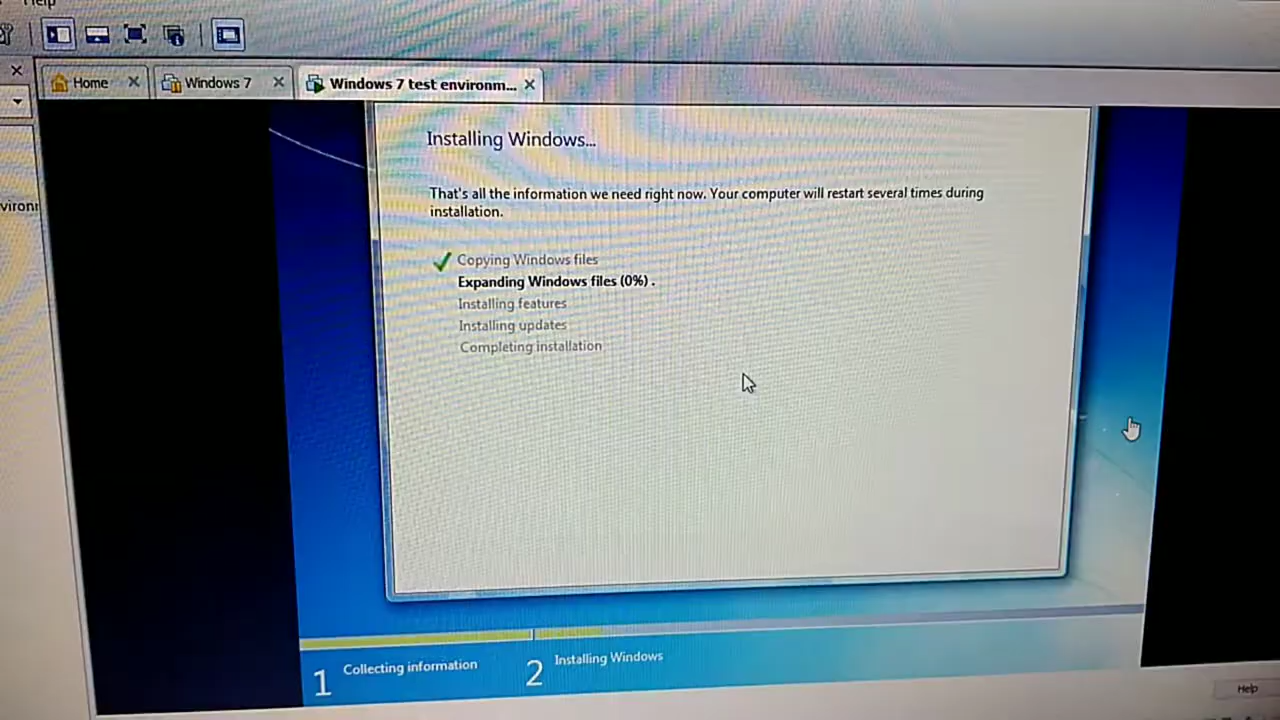 Help
Home
Windows 7
Windows 7 test environm...
Installing Windows...
That's all the information we need right now. Your computer will restart several times during
installation.
Copying Windows files
Expanding Windows files (0%) .
Installing features
Installing updates
Completing installation
1 Collecting information
2 Installing Windows
Help